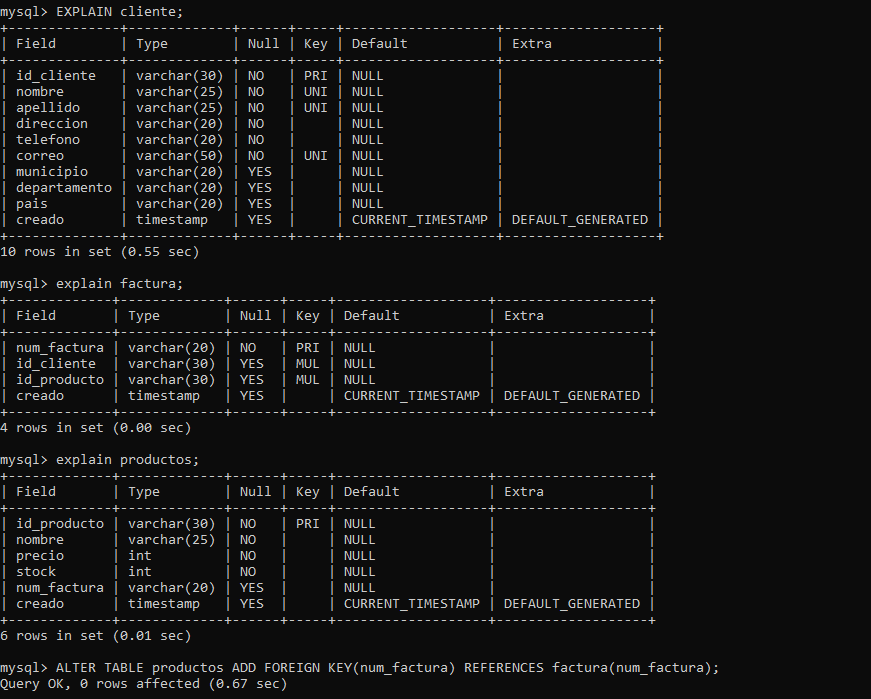 mysql> EXPLAIN cliente;
+--------------+-------------+------+-----+-------------------+-------------------+
| Field        | Type        | Null | Key | Default           | Extra             |
+--------------+-------------+------+-----+-------------------+-------------------+
| id_cliente   | varchar(30) | NO   | PRI | NULL              |                   |
| nombre       | varchar(25) | NO   | UNI | NULL              |                   |
| apellido     | varchar(25) | NO   | UNI | NULL              |                   |
| direccion    | varchar(20) | NO   |     | NULL              |                   |
| telefono     | varchar(20) | NO   |     | NULL              |                   |
| correo       | varchar(50) | NO   | UNI | NULL              |                   |
| municipio    | varchar(20) | YES  |     | NULL              |                   |
| departamento | varchar(20) | YES  |     | NULL              |                   |
| pais         | varchar(20) | YES  |     | NULL              |                   |
| creado       | timestamp   | YES  |     | CURRENT_TIMESTAMP | DEFAULT_GENERATED |
+--------------+-------------+------+-----+-------------------+-------------------+
10 rows in set (0.55 sec)

mysql> explain factura;
+-------------+-------------+------+-----+-------------------+-------------------+
| Field       | Type        | Null | Key | Default           | Extra             |
+-------------+-------------+------+-----+-------------------+-------------------+
| num_factura | varchar(20) | NO   | PRI | NULL              |                   |
| id_cliente  | varchar(30) | YES  | MUL | NULL              |                   |
| id_producto | varchar(30) | YES  | MUL | NULL              |                   |
| creado      | timestamp   | YES  |     | CURRENT_TIMESTAMP | DEFAULT_GENERATED |
+-------------+-------------+------+-----+-------------------+-------------------+
4 rows in set (0.00 sec)

mysql> explain productos;
+-------------+-------------+------+-----+-------------------+-------------------+
| Field       | Type        | Null | Key | Default           | Extra             |
+-------------+-------------+------+-----+-------------------+-------------------+
| id_producto | varchar(30) | NO   | PRI | NULL              |                   |
| nombre      | varchar(25) | NO   |     | NULL              |                   |
| precio      | int         | NO   |     | NULL              |                   |
| stock       | int         | NO   |     | NULL              |                   |
| num_factura | varchar(20) | YES  |     | NULL              |                   |
| creado      | timestamp   | YES  |     | CURRENT_TIMESTAMP | DEFAULT_GENERATED |
+-------------+-------------+------+-----+-------------------+-------------------+
6 rows in set (0.01 sec)

mysql> ALTER TABLE productos ADD FOREIGN KEY(num_factura) REFERENCES factura(num_factura);
Query OK, 0 rows affected (0.67 sec)